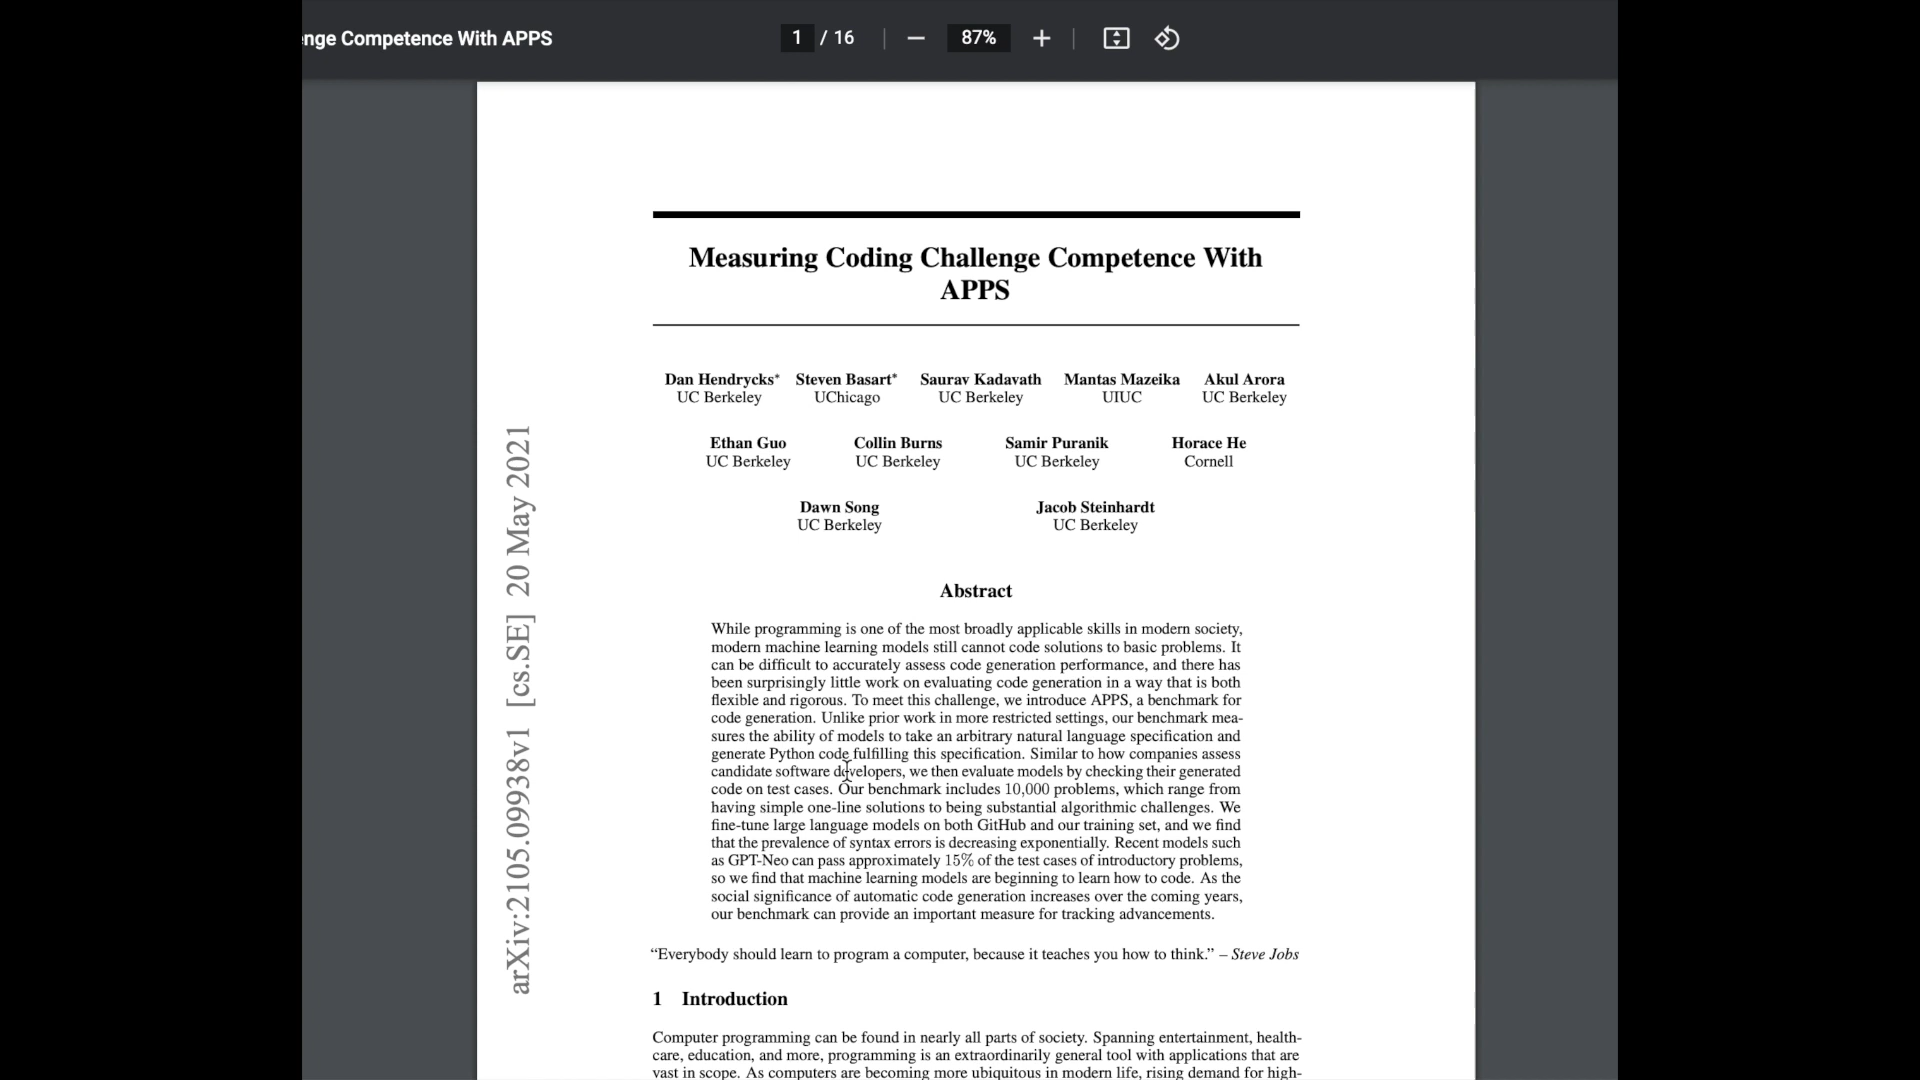 nge Competence With APPS
1 / 16
87%
Measuring Coding Challenge Competence With
APPS
Dan Hendrycks* Steven Basart* Saurav Kadavath Mantas Mazeika Akul Arora
UC Berkeley UChicago UC Berkeley UIUC UC Berkeley
Ethan Guo Collin Burns Samir Puranik Horace He
UC Berkeley UC Berkeley UC Berkeley Cornell
Dawn Song Jacob Steinhardt
UC Berkeley UC Berkeley
arXiv:2105.09938v1 [cs.SE] 20 May 2021
Abstract
While programming is one of the most broadly applicable skills in modern society,
modern machine learning models still cannot code solutions to basic problems. It
can be difficult to accurately assess code generation performance, and there has
been surprisingly little work on evaluating code generation in a way that is both
flexible and rigorous. To meet this challenge, we introduce APPS, a benchmark for
code generation. Unlike prior work in more restricted settings, our benchmark mea-
sures the ability of models to take an arbitrary natural language specification and
generate Python code fulfilling this specification. Similar to how companies assess
candidate software developers, we then evaluate models by checking their generated
code on test cases. Our benchmark includes 10,000 problems, which range from
having simple one-line solutions to being substantial algorithmic challenges. We
fine-tune large language models on both GitHub and our training set, and we find
that the prevalence of syntax errors is decreasing exponentially. Recent models such
as GPT-Neo can pass approximately 15% of the test cases of introductory problems,
so we find that machine learning models are beginning to learn how to code. As the
social significance of automatic code generation increases over the coming years,
our benchmark can provide an important measure for tracking advancements.
“Everybody should learn to program a computer, because it teaches you how to think.” – Steve Jobs
1 Introduction
Computer programming can be found in nearly all parts of society. Spanning entertainment, health-
care, education, and more, programming is an extraordinarily general tool with applications that are
vast in scope. As computers are becoming more ubiquitous in modern life, rising demand for high-